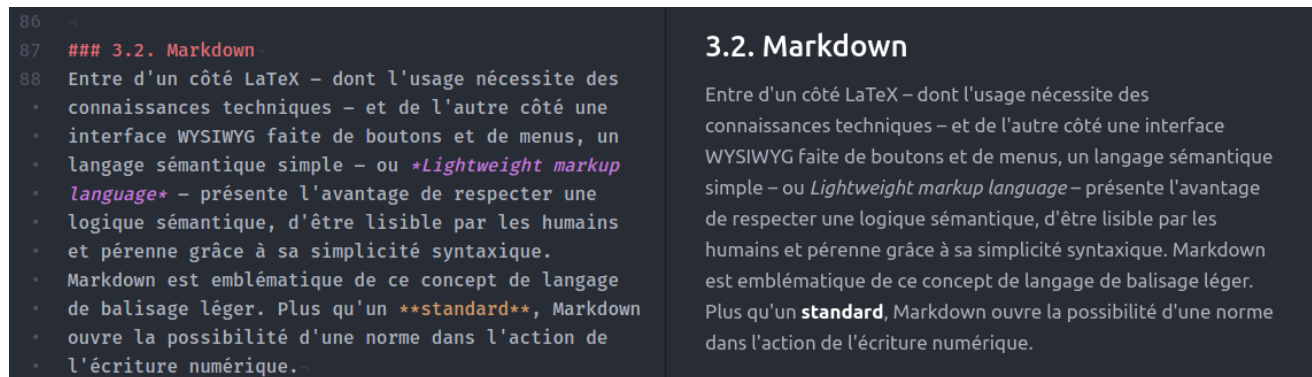 86
87 ### 3.2. Markdown¬
88 Entre d'un côté LaTeX – dont l'usage nécessite des
connaissances techniques – et de l'autre côté une
interface WYSIWYG faite de boutons et de menus, un
langage sémantique simple – ou *Lightweight markup
language* – présente l'avantage de respecter une
logique sémantique, d'être lisible par les humains
et pérenne grâce à sa simplicité syntaxique.
Markdown est emblématique de ce concept de langage
de balisage léger. Plus qu'un **standard**, Markdown
ouvre la possibilité d'une norme dans l'action de
l'écriture numérique.¬
3.2. Markdown
Entre d'un côté LaTeX – dont l'usage nécessite des
connaissances techniques – et de l'autre côté une interface
WYSIWYG faite de boutons et de menus, un langage sémantique
simple – ou Lightweight markup language – présente l'avantage
de respecter une logique sémantique, d'être lisible par les
humains et pérenne grâce à sa simplicité syntaxique. Markdown
est emblématique de ce concept de langage de balisage léger.
Plus qu'un standard, Markdown ouvre la possibilité d'une norme
dans l'action de l'écriture numérique.